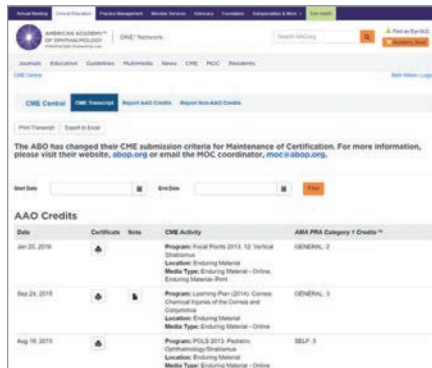 Annual Meeting Clinical Education Practice Management Member Services Advocacy Foundation Subspecialties & More Eye Health
AMERICAN ACADEMY™
OF OPHTHALMOLOGY
ONE® Network
Search AAO.org
Find an Eye M.D.
Academy Store
Journals Education Guidelines Multimedia News CME MOC Residents
CME Central
CME Central CME Transcript Report AAO Credits Report Non-AAO Credits
Print Transcript Export to Excel
The ABO has changed their CME submission criteria for Maintenance of Certification. For more information,
please visit their website, abop.org or email the MOC coordinator, moc@abop.org.
Start Date End Date Filter
AAO Credits
Date Certificate Note CME Activity AMA PRA Category 1 Credits™
Jan 25, 2016 Program: Focal Points 2013, 12: Vertical GENERAL: 2
Strabismus
Location: Enduring Material
Media Type: Enduring Material - Online,
Enduring Material-Print
Sep 24, 2015 Program: Learning Plan (2014): Cornea: GENERAL: 3
Chemical Injuries of the Cornea and
Conjunctiva
Location: Enduring Material
Media Type: Enduring Material - Online
Aug 19, 2015 Program: POLS 2013: Pediatric SELF: 5
Ophthalmology/Strabismus
Location: Enduring Material
Media Type: Enduring Material - Online